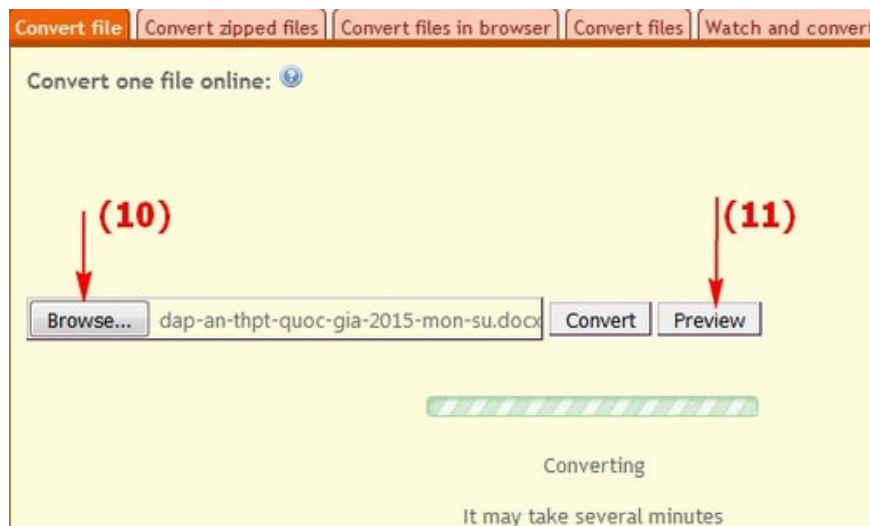 Convert file Convert zipped files Convert files in browser Convert files Watch and convert
Convert one file online:
(10) (11)
Browse... dap-an-thpt-quoc-gia-2015-mon-su.docx Convert Preview
Converting
It may take several minutes